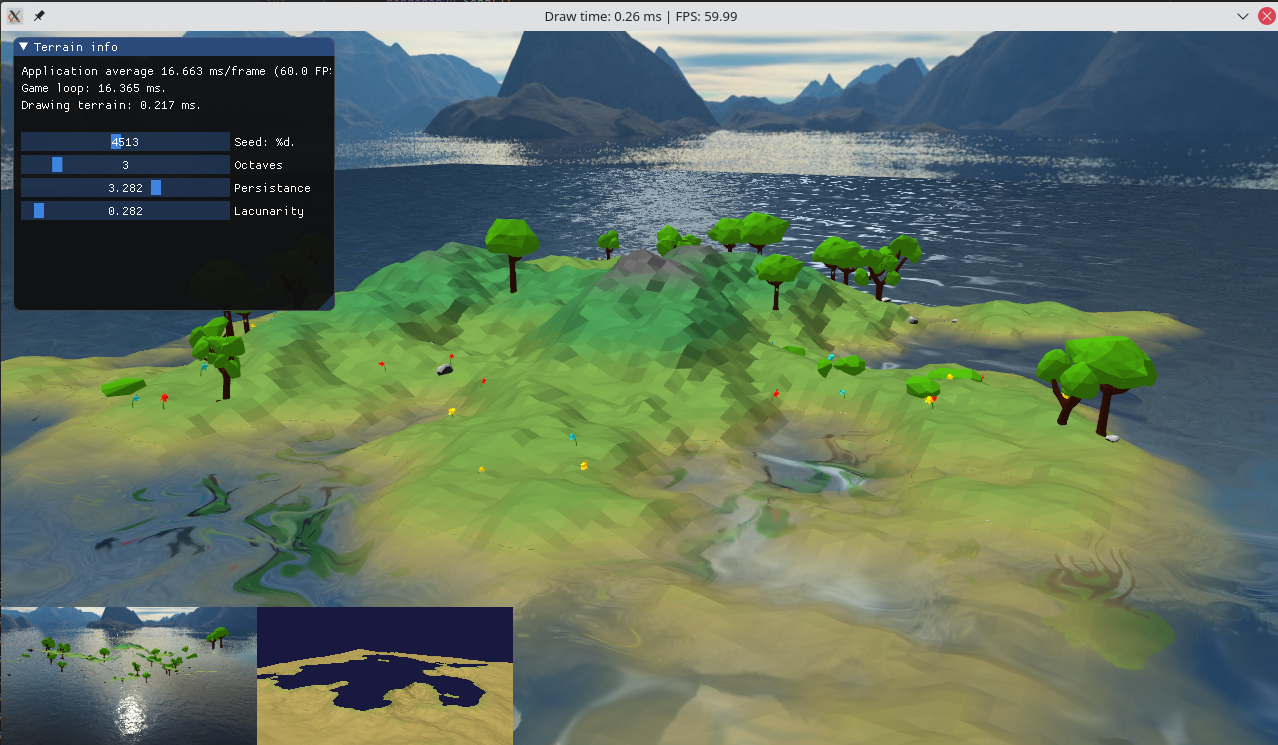 Draw time: 0.26 ms | FPS: 59.99
Terrain info
Application average 16.663 ms/frame (60.0 FP
Game loop: 16.365 ms.
Drawing terrain: 0.217 ms.
4513 Seed: %d.
3 Octaves
3.282 Persistance
0.282 Lacunarity